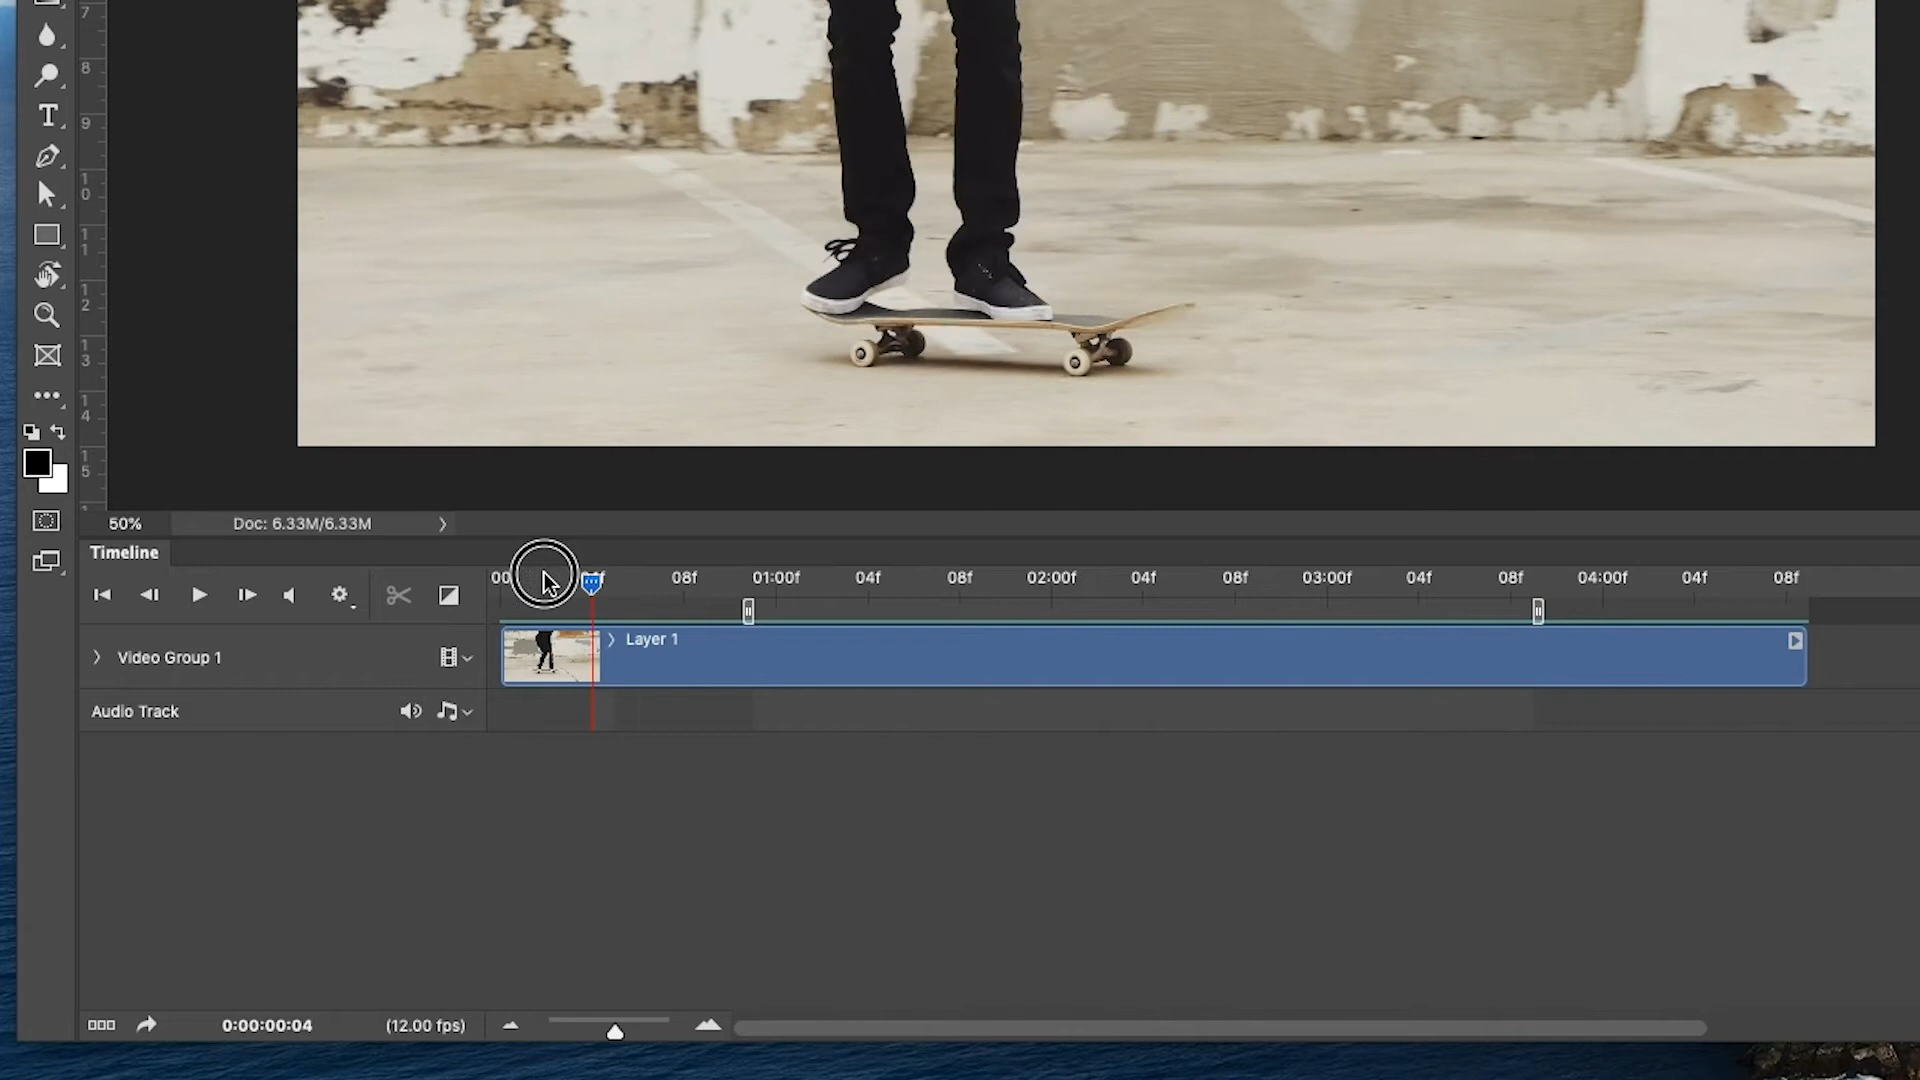 7
8
9
1
0
1
1
1
2
1
3
1
4
1
5
50% Doc: 6.33M/6.33M
Timeline
00 04f 08f 01:00f 04f 08f 02:00f 04f 08f 03:00f 04f 08f 04:00f 04f 08f
Layer 1
Video Group 1
Audio Track
0:00:00:04 (12.00 fps)